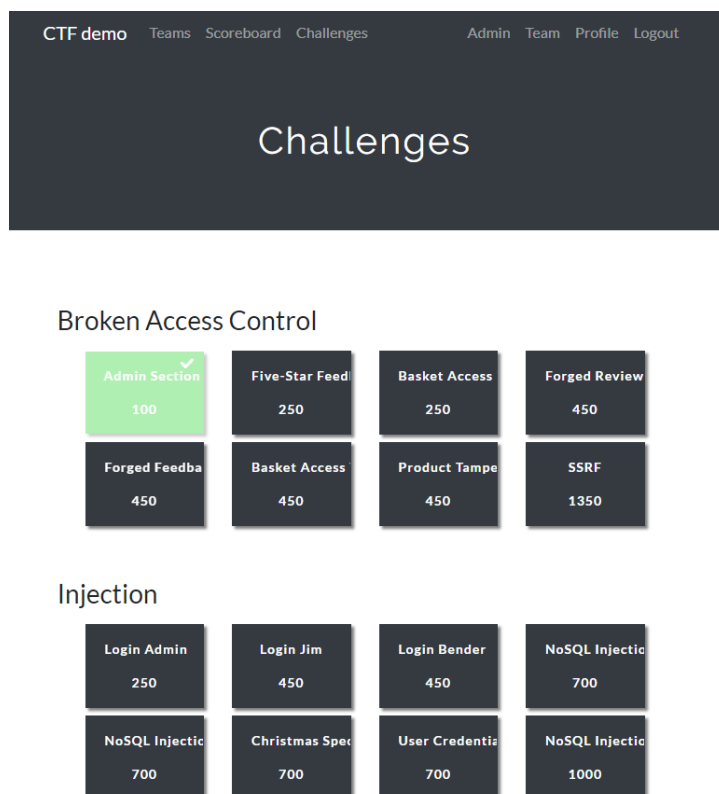 CTF demo Teams Scoreboard Challenges Admin Team Profile Logout
Challenges
Broken Access Control
Admin Section Five-Star Feedl Basket Access Forged Review
100 250 250 450
Forged Feedba Basket Access Product Tampe SSRF
450 450 450 1350
Injection
Login Admin Login Jim Login Bender NoSQL Injectio
250 450 450 700
NoSQL Injectio Christmas Spec User Credentia NoSQL Injectio
700 700 700 1000